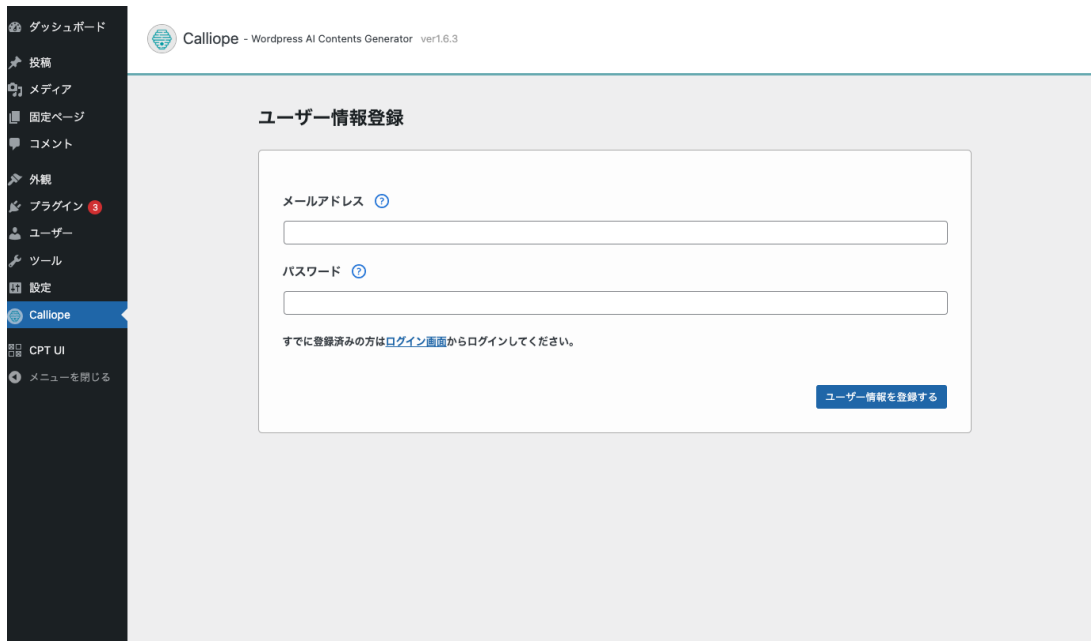 ダッシュボード
投稿
メディア
固定ページ
コメント
外観
プラグイン 3
ユーザー
ツール
設定
Calliope
CPT UI
メニューを閉じる
Calliope - Wordpress AI Contents Generator ver1.6.3
ユーザー情報登録
メールアドレス ?
パスワード ?
すでに登録済みの方はログイン画面からログインしてください。
ユーザー情報を登録する